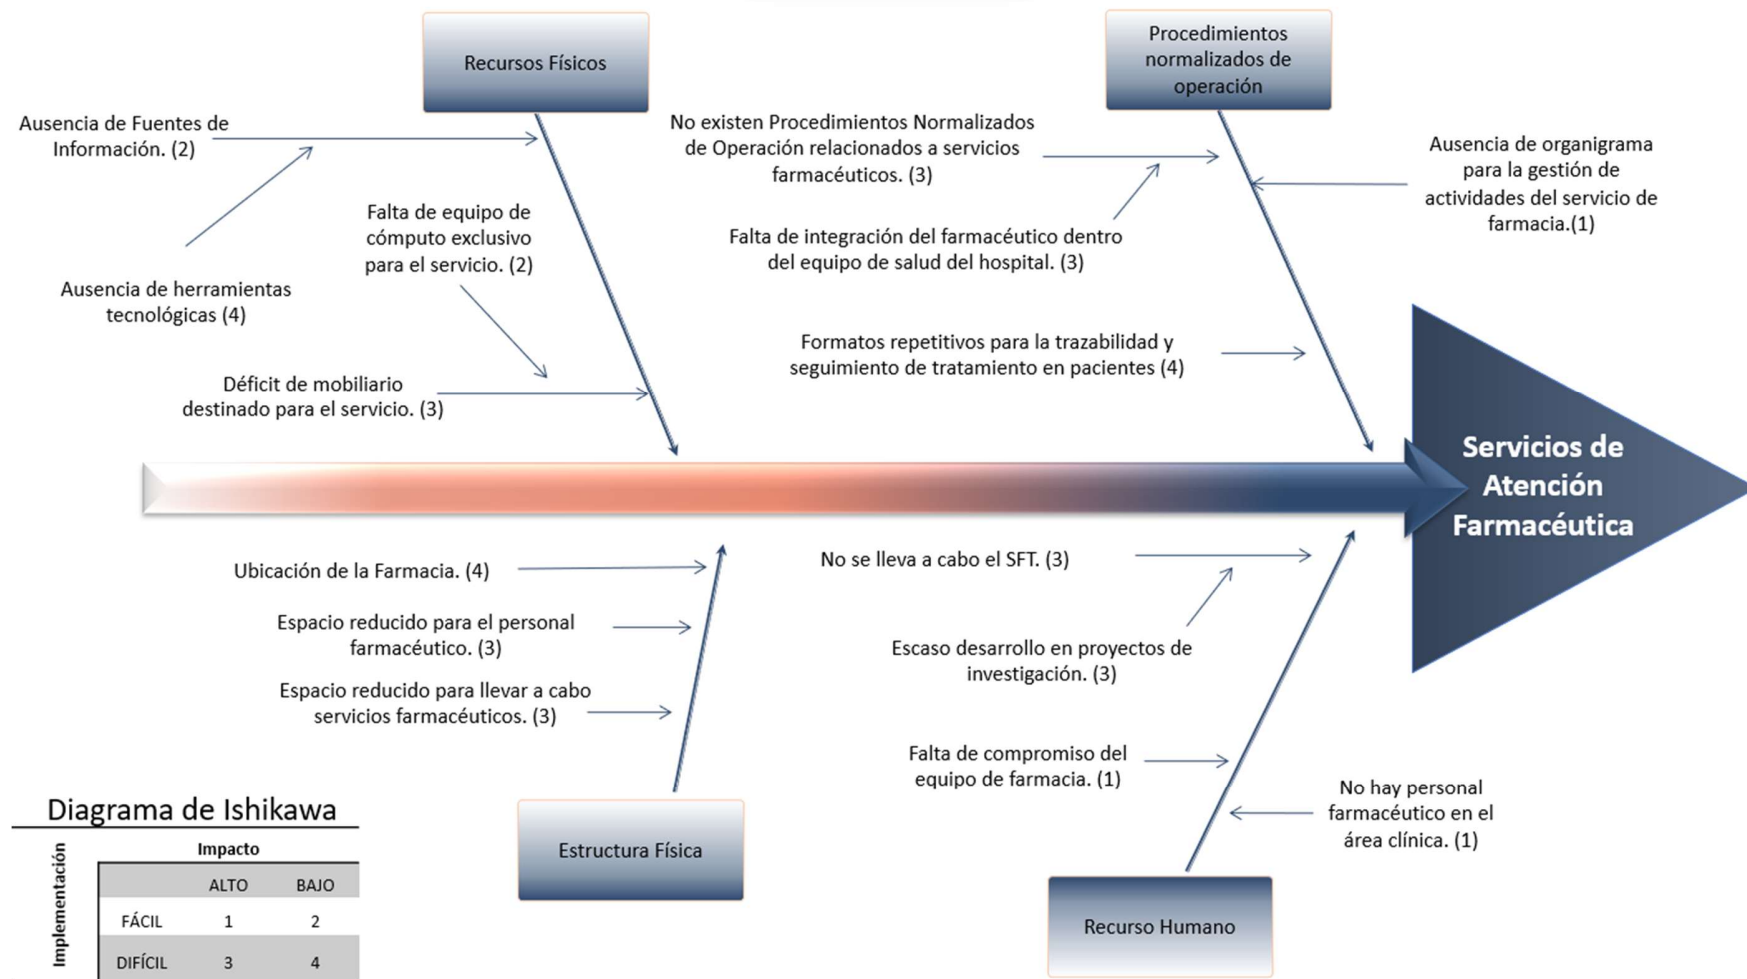 Recursos Físicos
Procedimientos
normalizados de
operación
Ausencia de Fuentes de
Información. (2)
No existen Procedimientos Normalizados
de Operación relacionados a servicios
farmacéuticos. (3)
Ausencia de organigrama
para la gestión de
actividades del servicio de
farmacia.(1)
Falta de equipo de
cómputo exclusivo
para el servicio. (2)
Falta de integración del farmacéutico dentro
del equipo de salud del hospital. (3)
Ausencia de herramientas
tecnológicas (4)
Formatos repetitivos para la trazabilidad y
seguimiento de tratamiento en pacientes (4)
Déficit de mobiliario
destinado para el servicio. (3)
Servicios de
Atención
Farmacéutica
Ubicación de la Farmacia. (4)
No se lleva a cabo el SFT. (3)
Espacio reducido para el personal
farmacéutico. (3)
Escaso desarrollo en proyectos de
investigación. (3)
Espacio reducido para llevar a cabo
servicios farmacéuticos. (3)
Falta de compromiso del
equipo de farmacia. (1)
No hay personal
farmacéutico en el
área clínica. (1)
Estructura Física
Recurso Humano
Diagrama de Ishikawa
Impacto
Implementación
ALTO BAJO
FÁCIL 1 2
DIFÍCIL 3 4